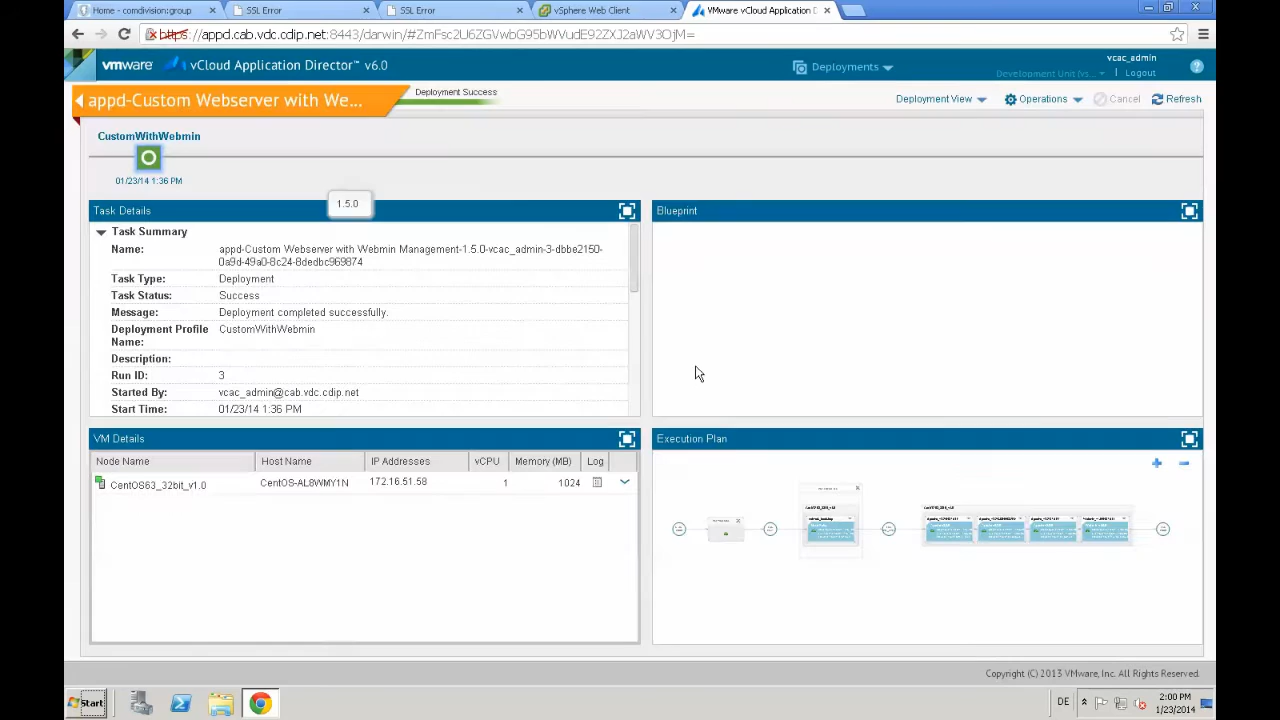 Home - comdivision:group
SSL Error
SSL Error
vSphere Web Client
VMware vCloud Application D
https://appd.cab.vdc.cdip.net:8443/darwin/#
vmware
vCloud Application Director™ v6.0
Deployments
vcac_admin
Development Unit (vs...
Logout
appd-Custom Webserver with We...
Deployment Success
Deployment View
Operations
Cancel
Refresh
CustomWithWebmin
01/23/14 1:36 PM
Task Details
1.5.0
Blueprint
Task Summary
Name: appd-Custom Webserver with Webmin Management-1.5.0-vcac_admin-3-dbbe2150-
0a9d-49a0-8c24-8dedbc969874
Task Type: Deployment
Task Status: Success
Message: Deployment completed successfully.
Deployment Profile CustomWithWebmin
Name:
Description:
Run ID: 3
Started By: vcac_admin@cab.vdc.cdip.net
Start Time: 01/23/14 1:36 PM
VM Details
Execution Plan
Node Name Host Name IP Addresses vCPU Memory (MB) Log
CentOS63_32bit_v1.0 CentOS-AL8WMY1N 172.16.51.58 1 1024
Copyright (C) 2013 VMware, Inc. All Rights Reserved.
Start
DE
2:00 PM
1/23/2014